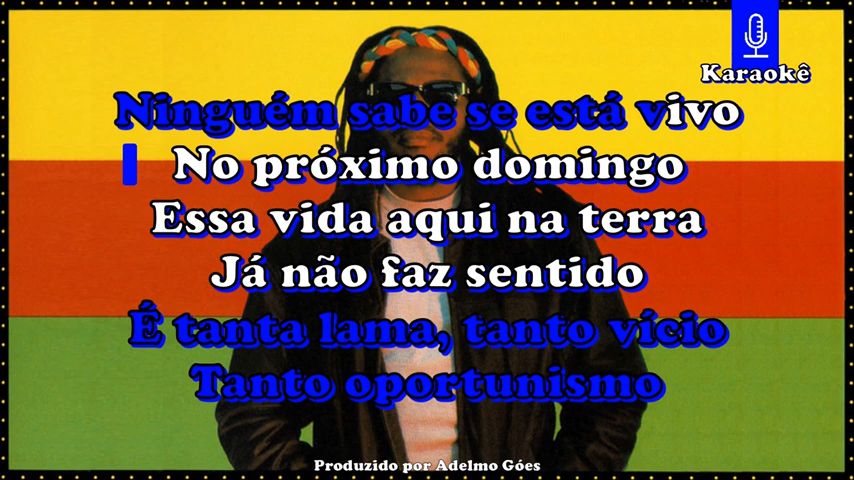 Karaokê
Ninguém sabe se está vivo
No próximo domingo
Essa vida aqui na terra
Já não faz sentido
É tanta lama, tanto vício
Tanto oportunismo
Produzido por Adelmo Góes